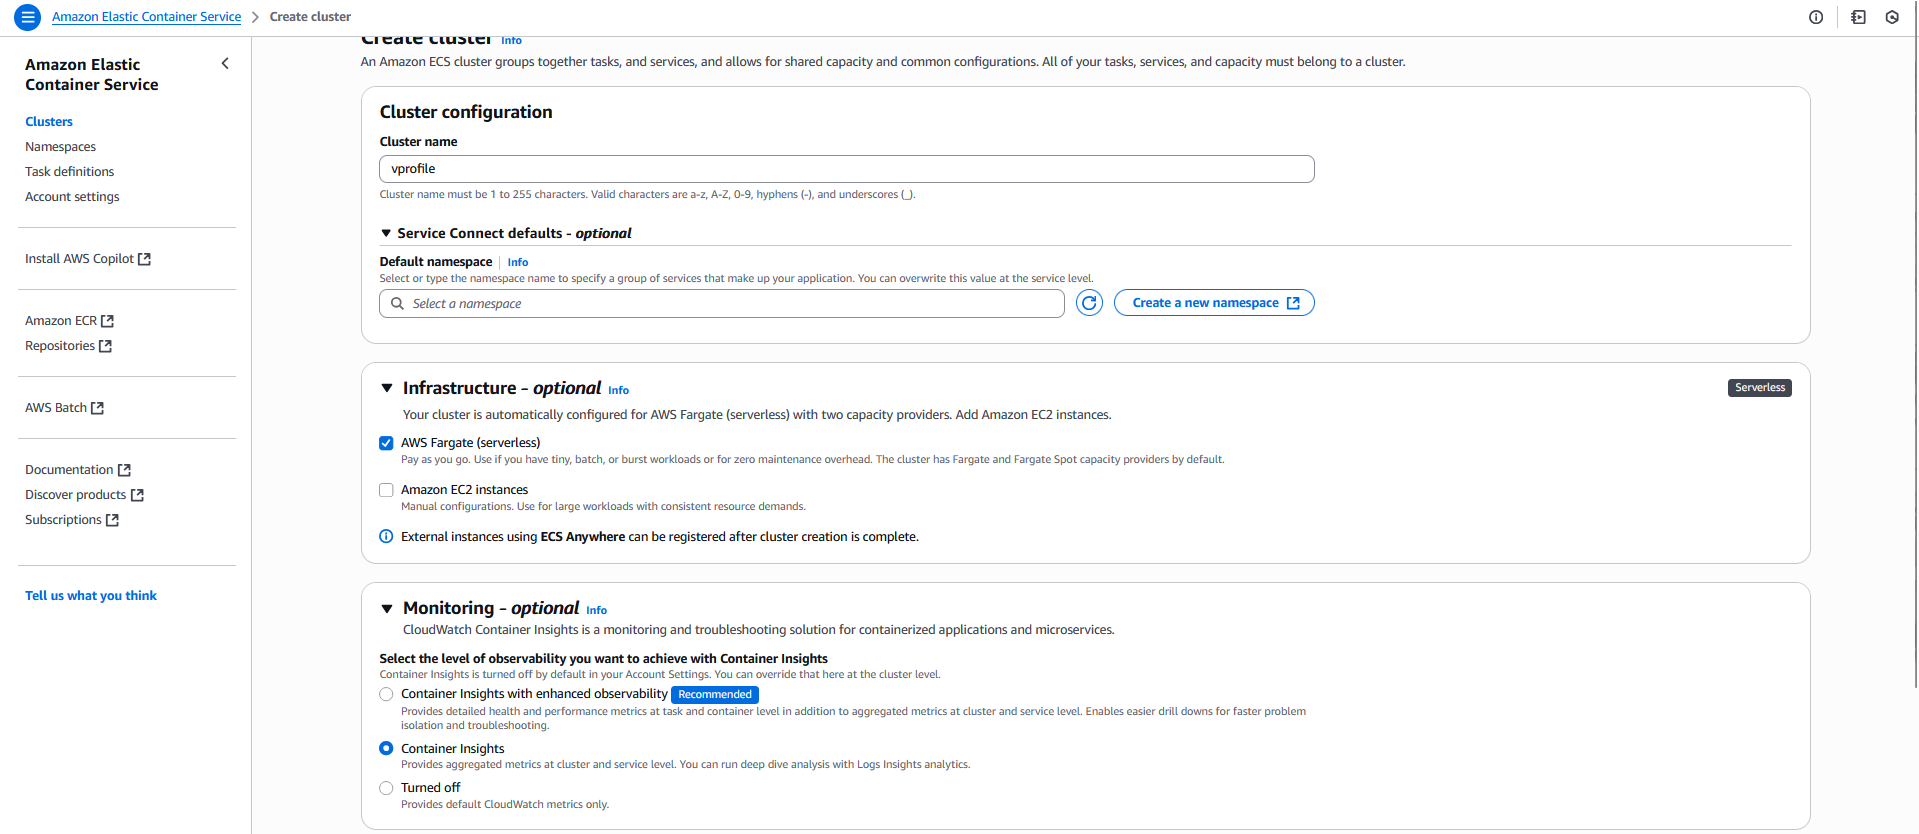 Amazon Elastic Container Service
Create cluster
Amazon Elastic
Container Service
Clusters
Namespaces
Task definitions
Account settings
Install AWS Copilot
Amazon ECR
Repositories
AWS Batch
Documentation
Discover products
Subscriptions
Tell us what you think
Create cluster Info
An Amazon ECS cluster groups together tasks, and services, and allows for shared capacity and common configurations. All of your tasks, services, and capacity must belong to a cluster.
Cluster configuration
Cluster name
vprofile
Cluster name must be 1 to 255 characters. Valid characters are a-z, A-Z, 0-9, hyphens (-), and underscores (_).
Service Connect defaults - optional
Default namespace Info
Select or type the namespace name to specify a group of services that make up your application. You can overwrite this value at the service level.
Select a namespace
Create a new namespace
Infrastructure - optional Info
Serverless
Your cluster is automatically configured for AWS Fargate (serverless) with two capacity providers. Add Amazon EC2 instances.
AWS Fargate (serverless)
Pay as you go. Use if you have tiny, batch, or burst workloads or for zero maintenance overhead. The cluster has Fargate and Fargate Spot capacity providers by default.
Amazon EC2 instances
Manual configurations. Use for large workloads with consistent resource demands.
External instances using ECS Anywhere can be registered after cluster creation is complete.
Monitoring - optional Info
CloudWatch Container Insights is a monitoring and troubleshooting solution for containerized applications and microservices.
Select the level of observability you want to achieve with Container Insights
Container Insights is turned off by default in your Account Settings. You can override that here at the cluster level.
Container Insights with enhanced observability Recommended
Provides detailed health and performance metrics at task and container level in addition to aggregated metrics at cluster and service level. Enables easier drill downs for faster problem
isolation and troubleshooting.
Container Insights
Provides aggregated metrics at cluster and service level. You can run deep dive analysis with Logs Insights analytics.
Turned off
Provides default CloudWatch metrics only.